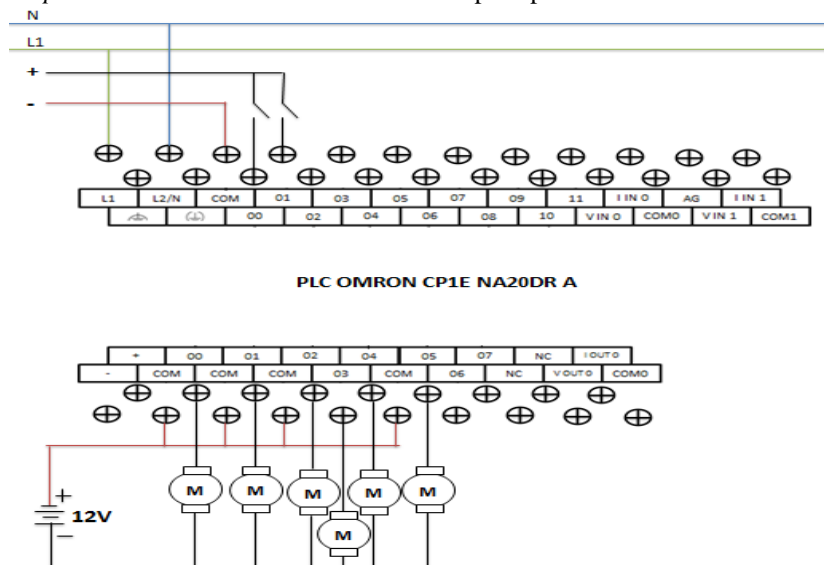 N
L1
+
-
L1 L2/N COM 01 03 05 07 09 11 I IN 0 AG I IN 1
00 02 04 06 08 10 V IN 0 COM0 V IN 1 COM1
PLC OMRON CP1E NA20DR A
+ 00 01 02 04 05 07 NC I OUT 0
- COM COM COM 03 COM 06 NC V OUT 0 COM0
M M M M M
+
12V
M
-